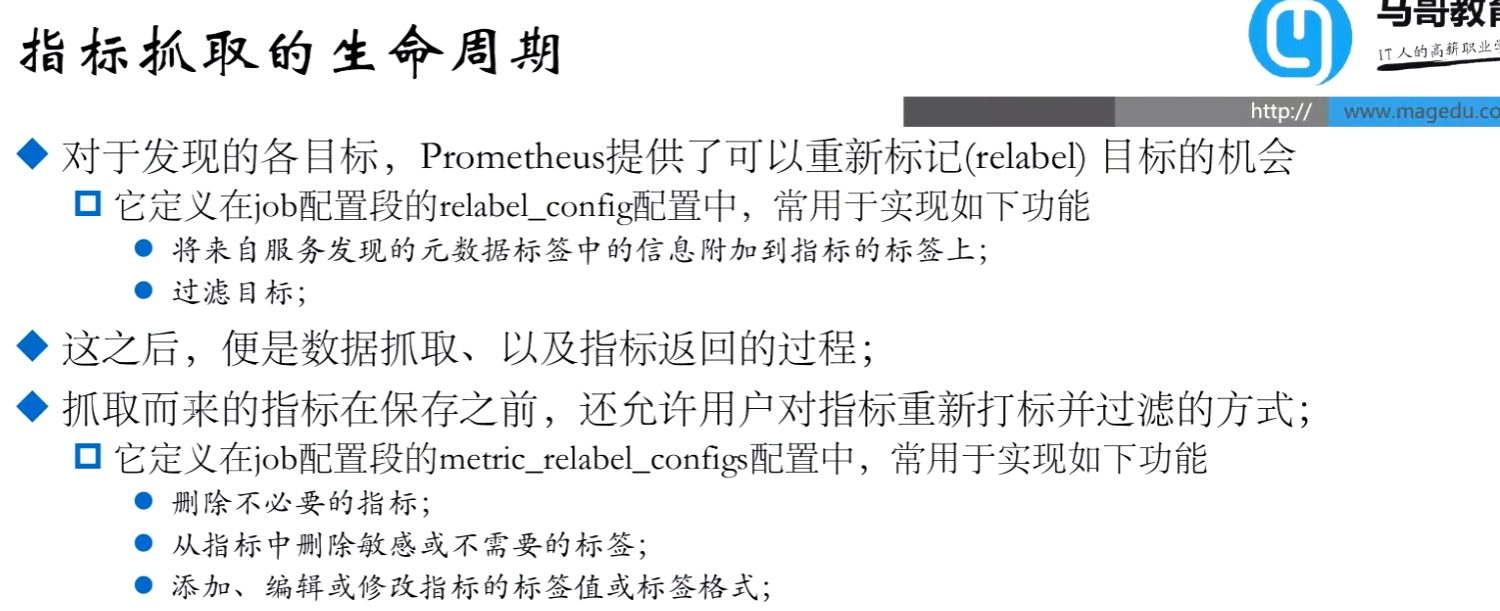 指标抓取的生命周期
马哥教育
IT人的高薪职业学
http://
www.magedu.co
对于发现的各目标，Prometheus提供了可以重新标记(relabel) 目标的机会
它定义在job配置段的relabel_config配置中，常用于实现如下功能
将来自服务发现的元数据标签中的信息附加到指标的标签上；
过滤目标；
这之后，便是数据抓取、以及指标返回的过程；
抓取而来的指标在保存之前，还允许用户对指标重新打标并过滤的方式；
它定义在job配置段的metric_relabel_configs配置中，常用于实现如下功能
删除不必要的指标；
从指标中删除敏感或不需要的标签；
添加、编辑或修改指标的标签值或标签格式；